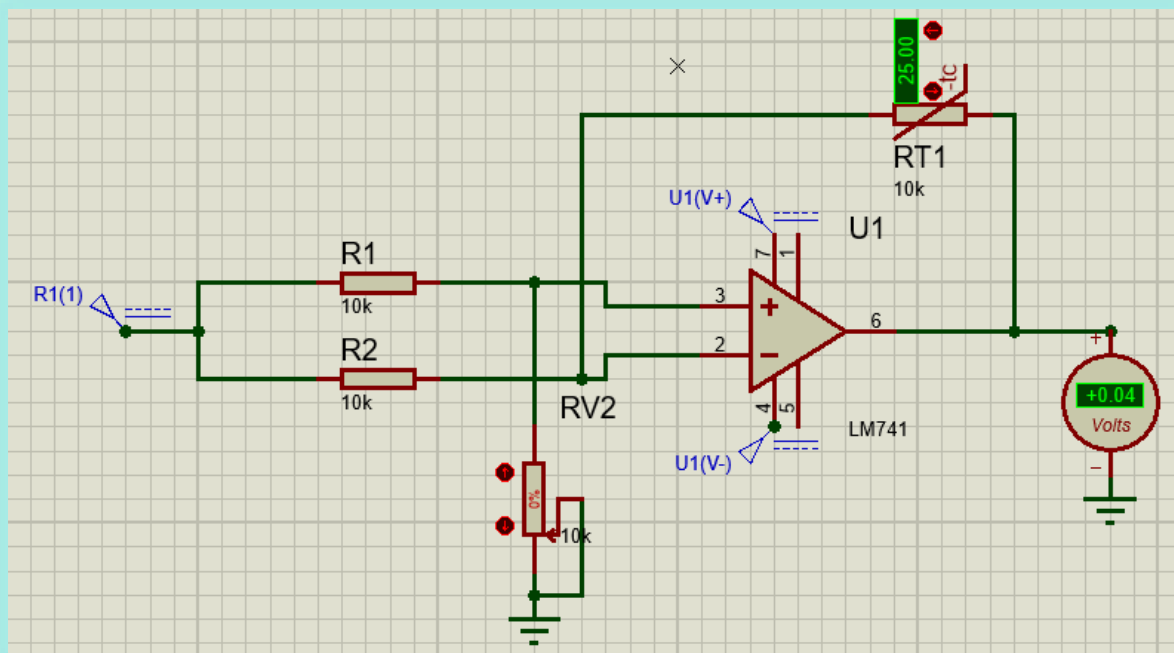 25.00
-tc
RT1
10k
U1(V+)
U1
7
1
R1
10k
R1(1)
3
+
6
R2
10k
2
−
+
+0.04
Volts
−
RV2
4
5
LM741
U1(V-)
0%
10k